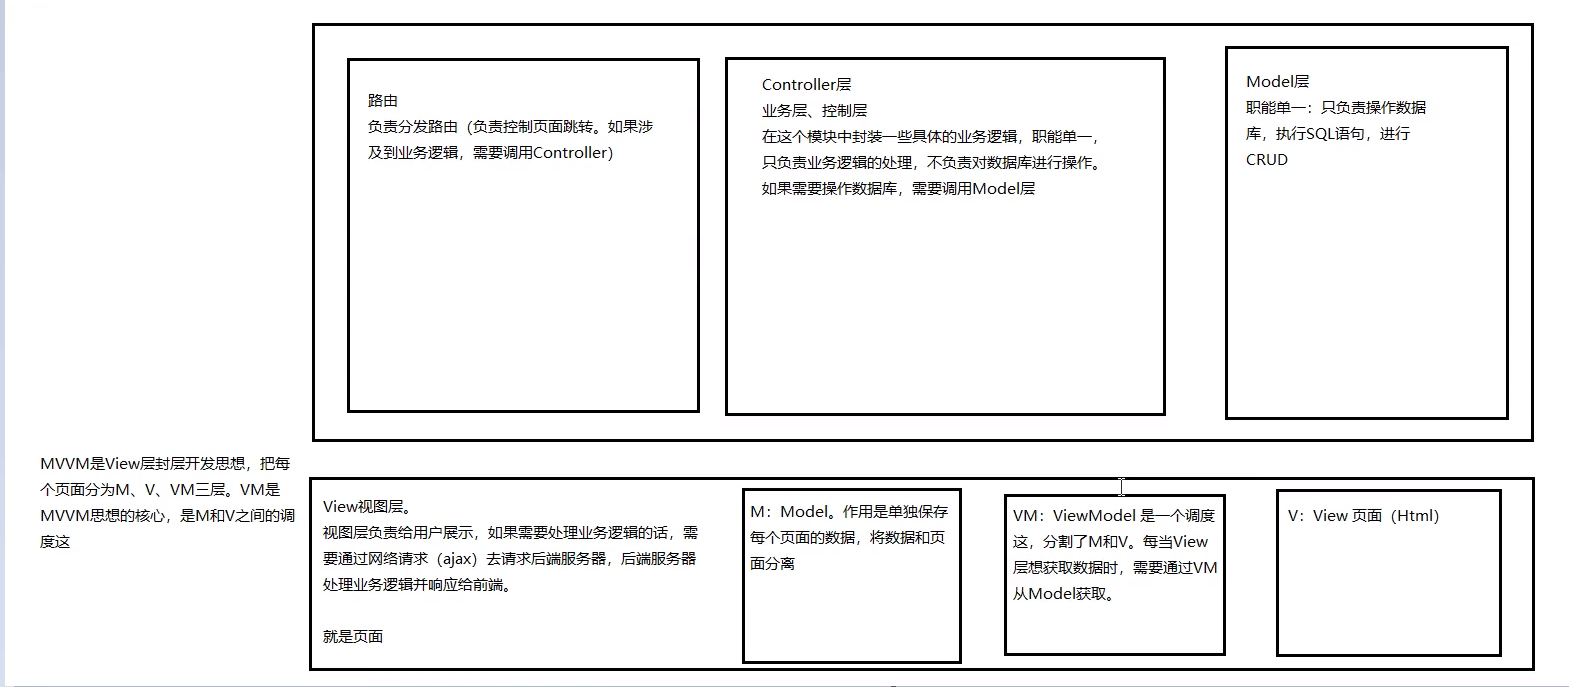 路由
负责分发路由（负责控制页面跳转。如果涉
及到业务逻辑，需要调用Controller）
Controller层
业务层、控制层
在这个模块中封装一些具体的业务逻辑，职能单一，
只负责业务逻辑的处理，不负责对数据库进行操作。
如果需要操作数据库，需要调用Model层
Model层
职能单一：只负责操作数据
库，执行SQL语句，进行
CRUD
MVVM是View层封层开发思想，把每
个页面分为M、V、VM三层。VM是
MVVM思想的核心，是M和V之间的调
度这
View视图层。
视图层负责给用户展示，如果需要处理业务逻辑的话，需
要通过网络请求（ajax）去请求后端服务器，后端服务器
处理业务逻辑并响应给前端。
就是页面
M：Model。作用是单独保存
每个页面的数据，将数据和页
面分离
VM：ViewModel 是一个调度
这，分割了M和V。每当View
层想获取数据时，需要通过VM
从Model获取。
V：View 页面（Html）